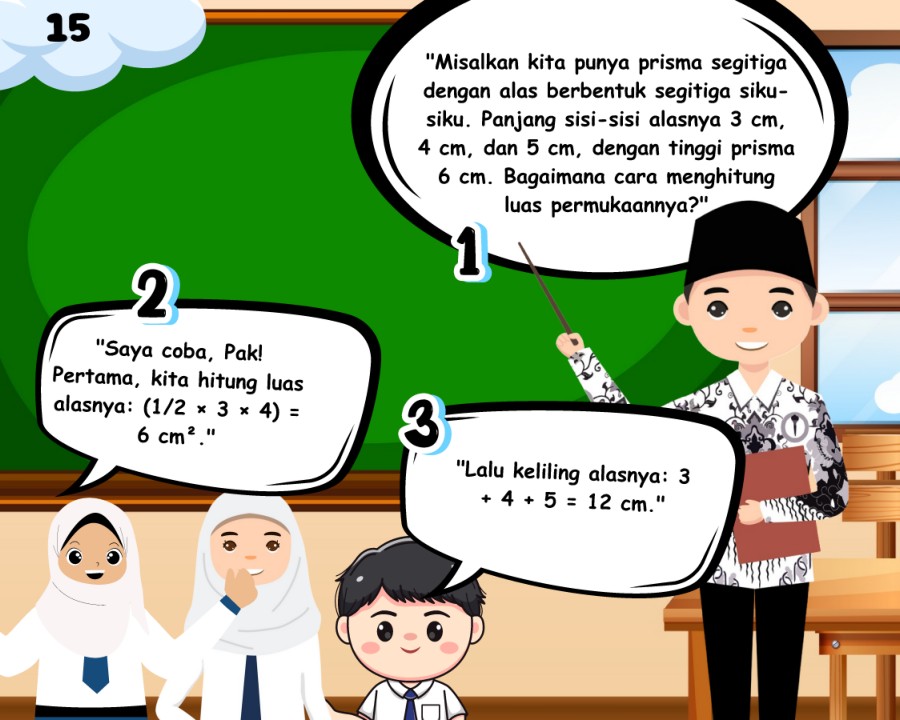 15
1
"Misalkan kita punya prisma segitiga
dengan alas berbentuk segitiga siku-
siku. Panjang sisi-sisi alasnya 3 cm,
4 cm, dan 5 cm, dengan tinggi prisma
6 cm. Bagaimana cara menghitung
luas permukaannya?"
2
"Saya coba, Pak!
Pertama, kita hitung luas
alasnya: (1/2 × 3 × 4) =
6 cm²."
3
"Lalu keliling alasnya: 3
+ 4 + 5 = 12 cm."